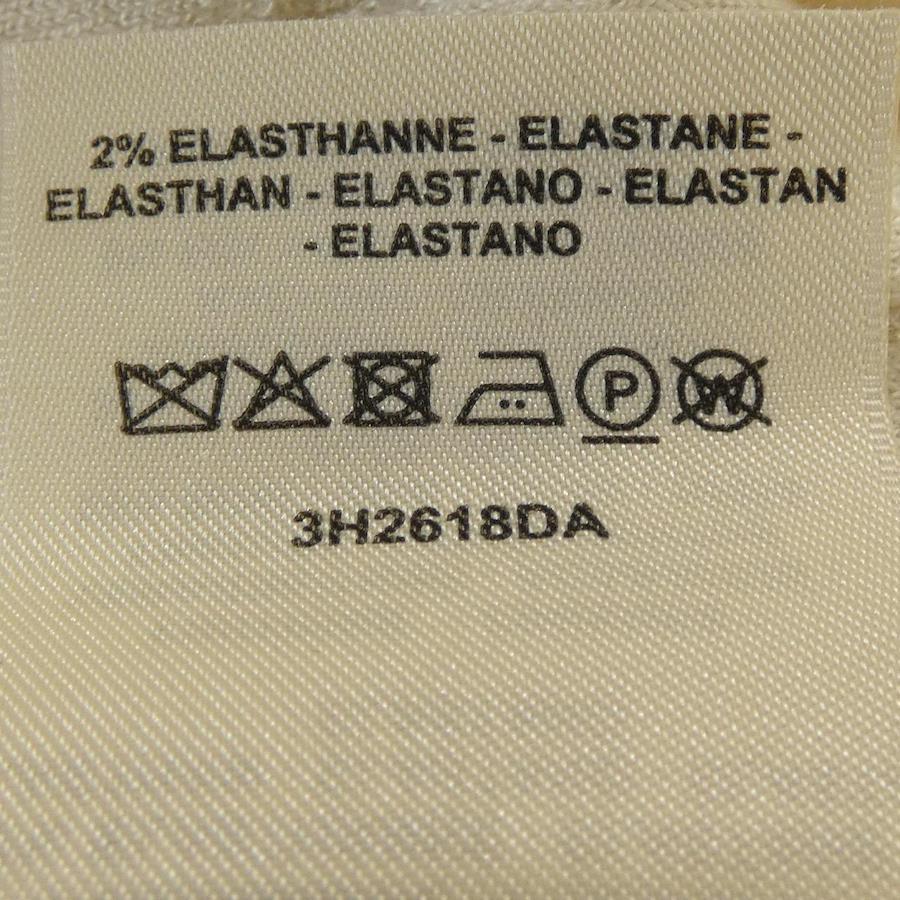 2% ELASTHANNE - ELASTANE -
ELASTHAN - ELASTANO - ELASTAN
- ELASTANO
P W
3H2618DA